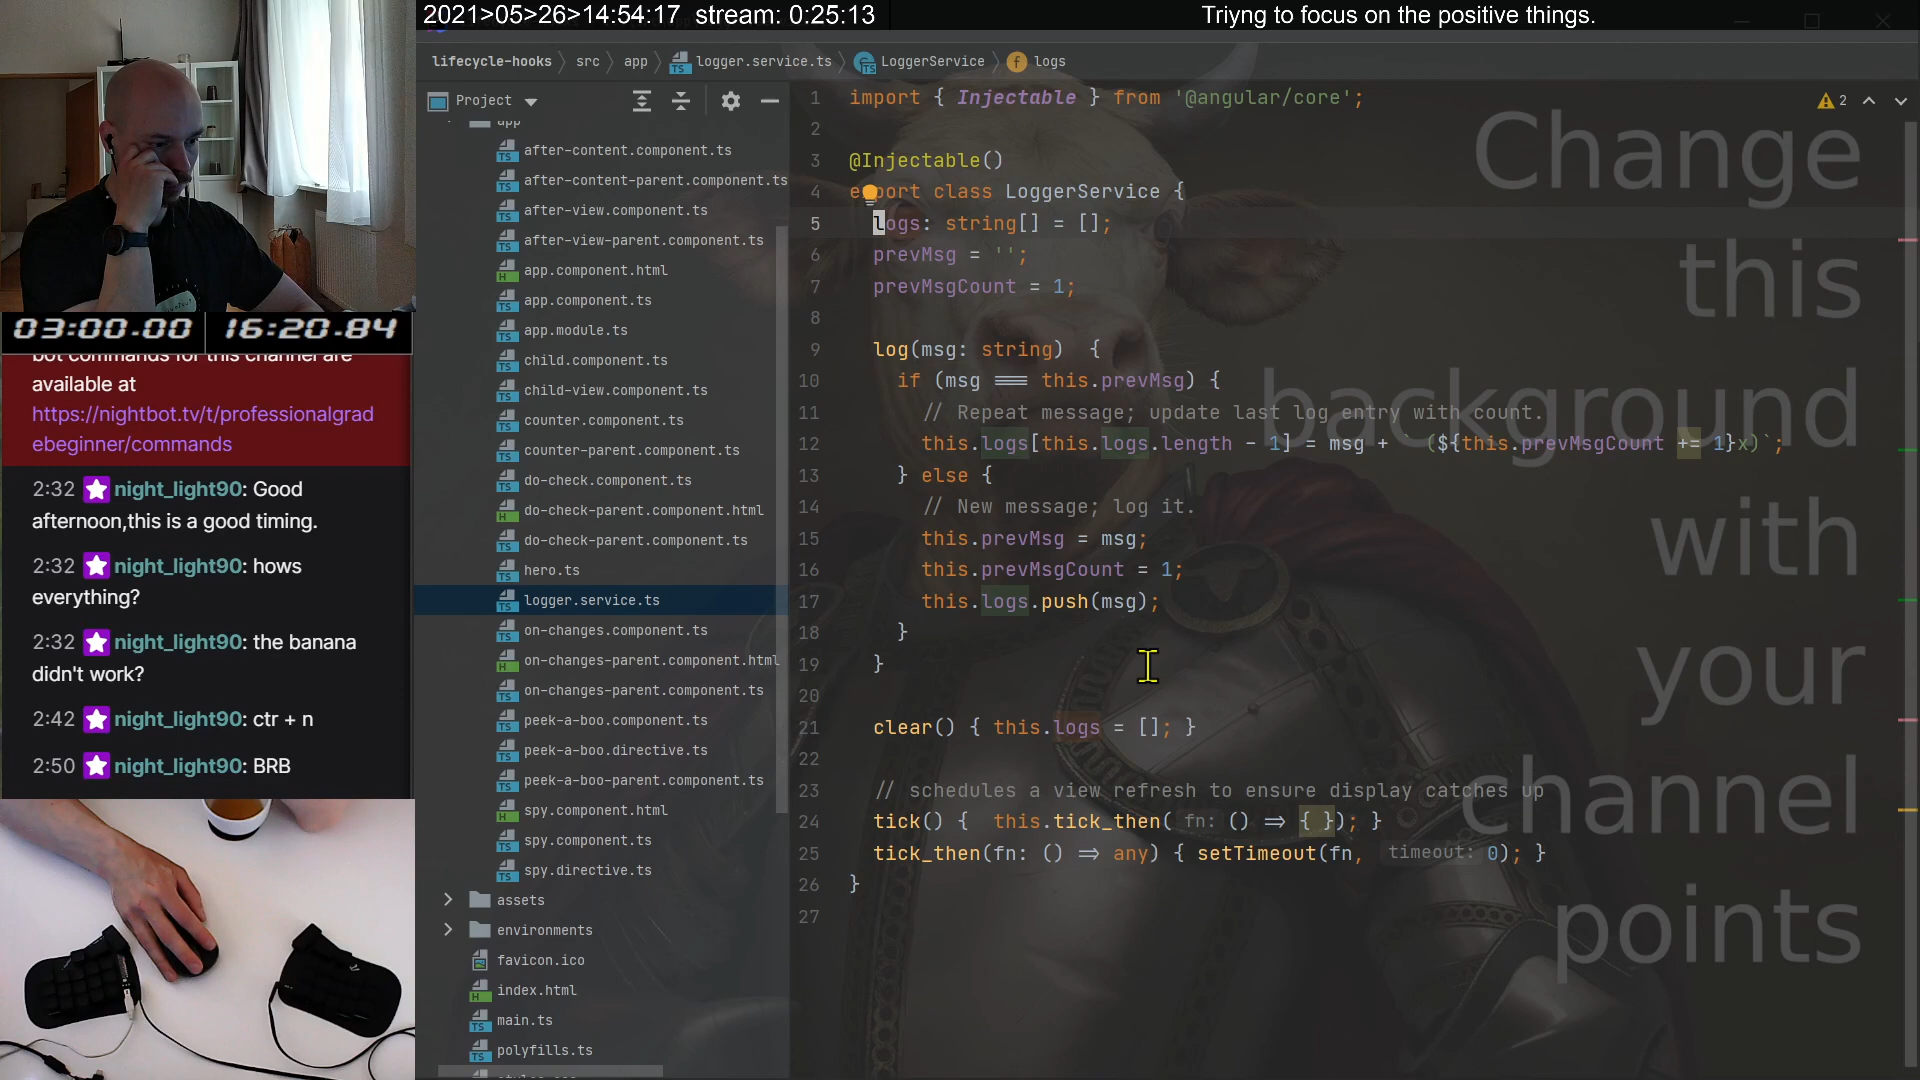 2021>05>26>14:54:17 stream: 0:25:13
Triyng to focus on the positive things.
03:00.00 16:20.84
bot commands for this channel are
available at
https://nightbot.tv/t/professionalgrad
ebeginner/commands
2:32 night_light90: Good
afternoon,this is a good timing.
2:32 night_light90: hows
everything?
2:32 night_light90: the banana
didn't work?
2:42 night_light90: ctr + n
2:50 night_light90: BRB
lifecycle-hooks src app logger.service.ts LoggerService logs
Project
app
after-content.component.ts
after-content-parent.component.ts
after-view.component.ts
after-view-parent.component.ts
app.component.html
app.component.ts
app.module.ts
child.component.ts
child-view.component.ts
counter.component.ts
counter-parent.component.ts
do-check.component.ts
do-check-parent.component.html
do-check-parent.component.ts
hero.ts
logger.service.ts
on-changes.component.ts
on-changes-parent.component.html
on-changes-parent.component.ts
peek-a-boo.component.ts
peek-a-boo.directive.ts
peek-a-boo-parent.component.ts
spy.component.html
spy.component.ts
spy.directive.ts
assets
environments
favicon.ico
index.html
main.ts
polyfills.ts
1 import { Injectable } from '@angular/core';
2
3 @Injectable()
4 export class LoggerService {
5 logs: string[] = [];
6 prevMsg = '';
7 prevMsgCount = 1;
8
9 log(msg: string) {
10 if (msg === this.prevMsg) {
11 // Repeat message; update last log entry with count.
12 this.logs[this.logs.length - 1] = msg + ` (${this.prevMsgCount += 1}x)`;
13 } else {
14 // New message; log it.
15 this.prevMsg = msg;
16 this.prevMsgCount = 1;
17 this.logs.push(msg);
18 }
19 }
20
21 clear() { this.logs = []; }
22
23 // schedules a view refresh to ensure display catches up
24 tick() { this.tick_then( fn: () => { }); }
25 tick_then(fn: () => any) { setTimeout(fn, timeout: 0); }
26 }
27
2
Change
this
background
with
your
channel
points